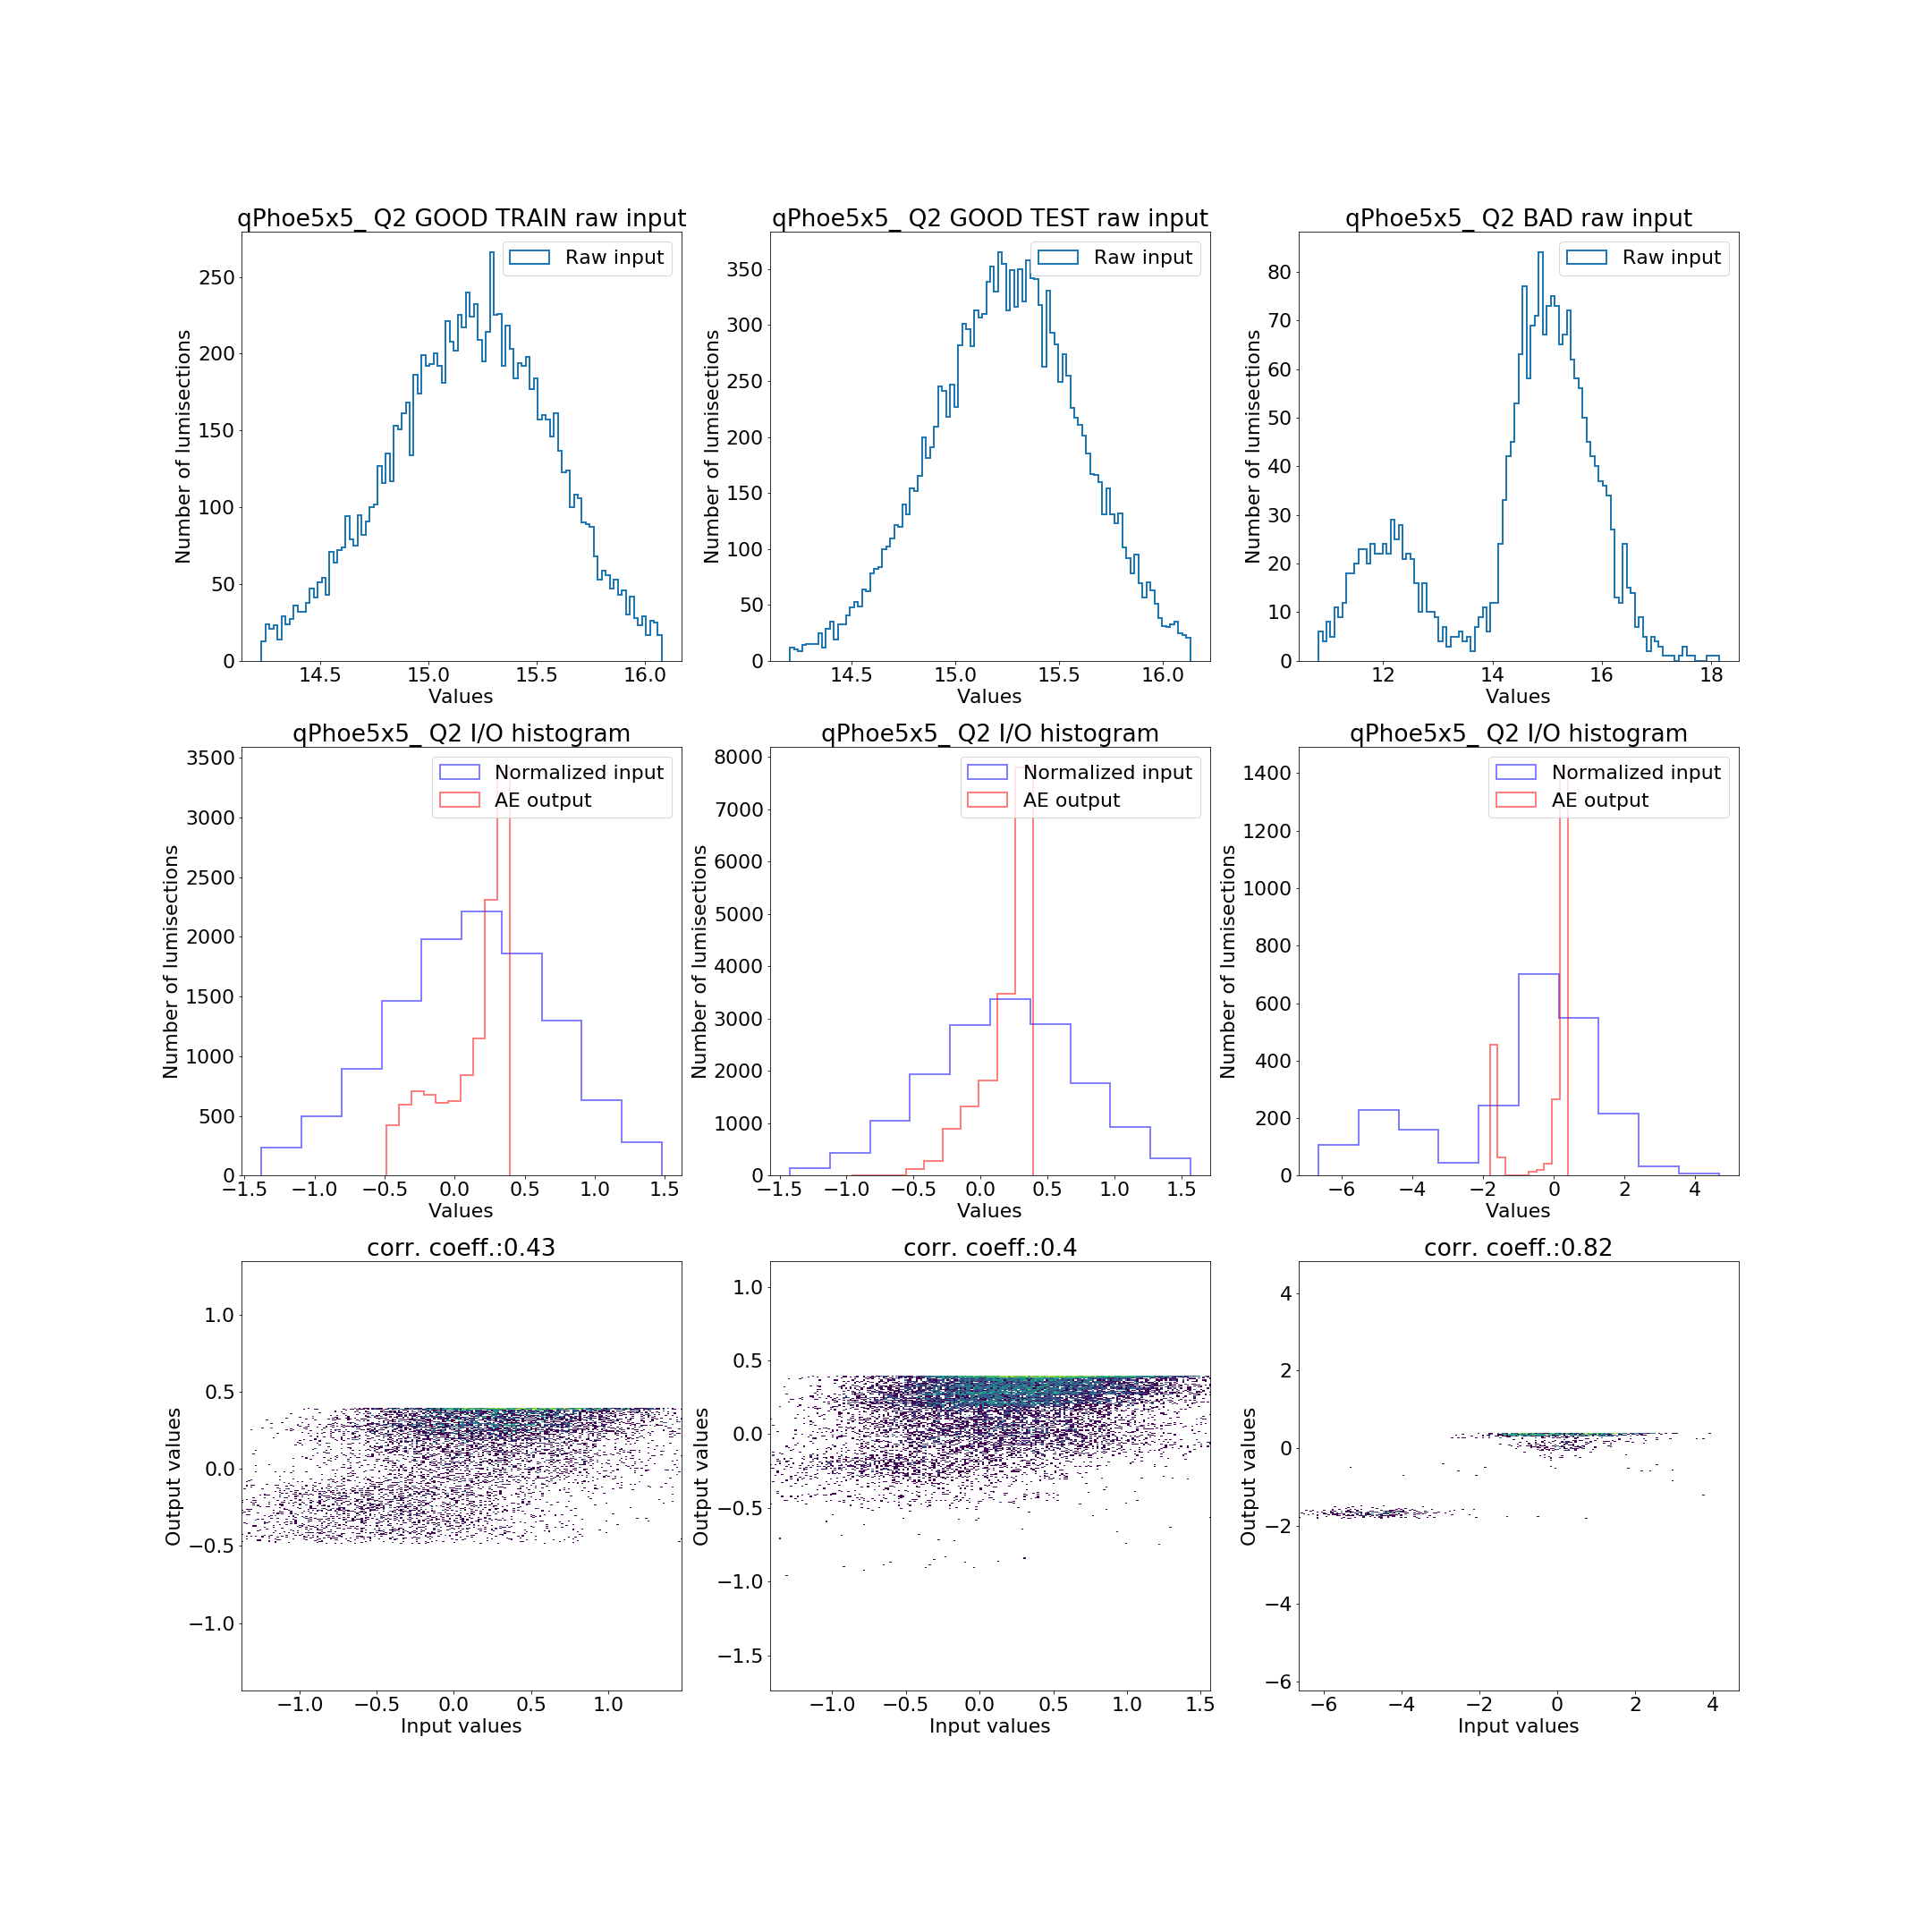 qPhoe5x5_ Q2 GOOD TRAIN raw input
Raw input
Number of lumisections
250
200
150
100
50
0
14.5 15.0 15.5 16.0
Values
qPhoe5x5_ Q2 GOOD TEST raw input
Raw input
Number of lumisections
350
300
250
200
150
100
50
0
14.5 15.0 15.5 16.0
Values
qPhoe5x5_ Q2 BAD raw input
Raw input
Number of lumisections
80
70
60
50
40
30
20
10
0
12 14 16 18
Values
qPhoe5x5_ Q2 I/O histogram
Normalized input
AE output
Number of lumisections
3500
3000
2500
2000
1500
1000
500
0
−1.5 −1.0 −0.5 0.0 0.5 1.0 1.5
Values
qPhoe5x5_ Q2 I/O histogram
Normalized input
AE output
Number of lumisections
8000
7000
6000
5000
4000
3000
2000
1000
0
−1.5 −1.0 −0.5 0.0 0.5 1.0 1.5
Values
qPhoe5x5_ Q2 I/O histogram
Normalized input
AE output
Number of lumisections
1400
1200
1000
800
600
400
200
0
−6 −4 −2 0 2 4
Values
corr. coeff.:0.43
Output values
1.0
0.5
0.0
−0.5
−1.0
−1.0 −0.5 0.0 0.5 1.0
Input values
corr. coeff.:0.4
Output values
1.0
0.5
0.0
−0.5
−1.0
−1.5
−1.0 −0.5 0.0 0.5 1.0 1.5
Input values
corr. coeff.:0.82
Output values
4
2
0
−2
−4
−6
−6 −4 −2 0 2 4
Input values